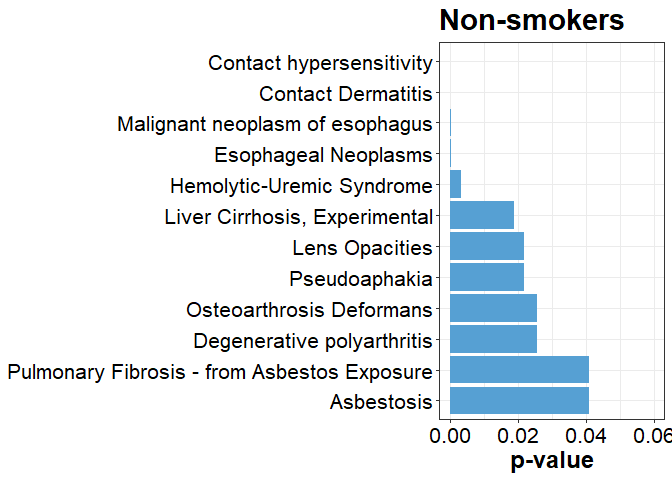 Non-smokers
Contact hypersensitivity
Contact Dermatitis
Malignant neoplasm of esophagus
Esophageal Neoplasms
Hemolytic-Uremic Syndrome
Liver Cirrhosis, Experimental
Lens Opacities
Pseudoaphakia
Osteoarthrosis Deformans
Degenerative polyarthritis
Pulmonary Fibrosis - from Asbestos Exposure
Asbestosis
0.00 0.02 0.04 0.06
p-value